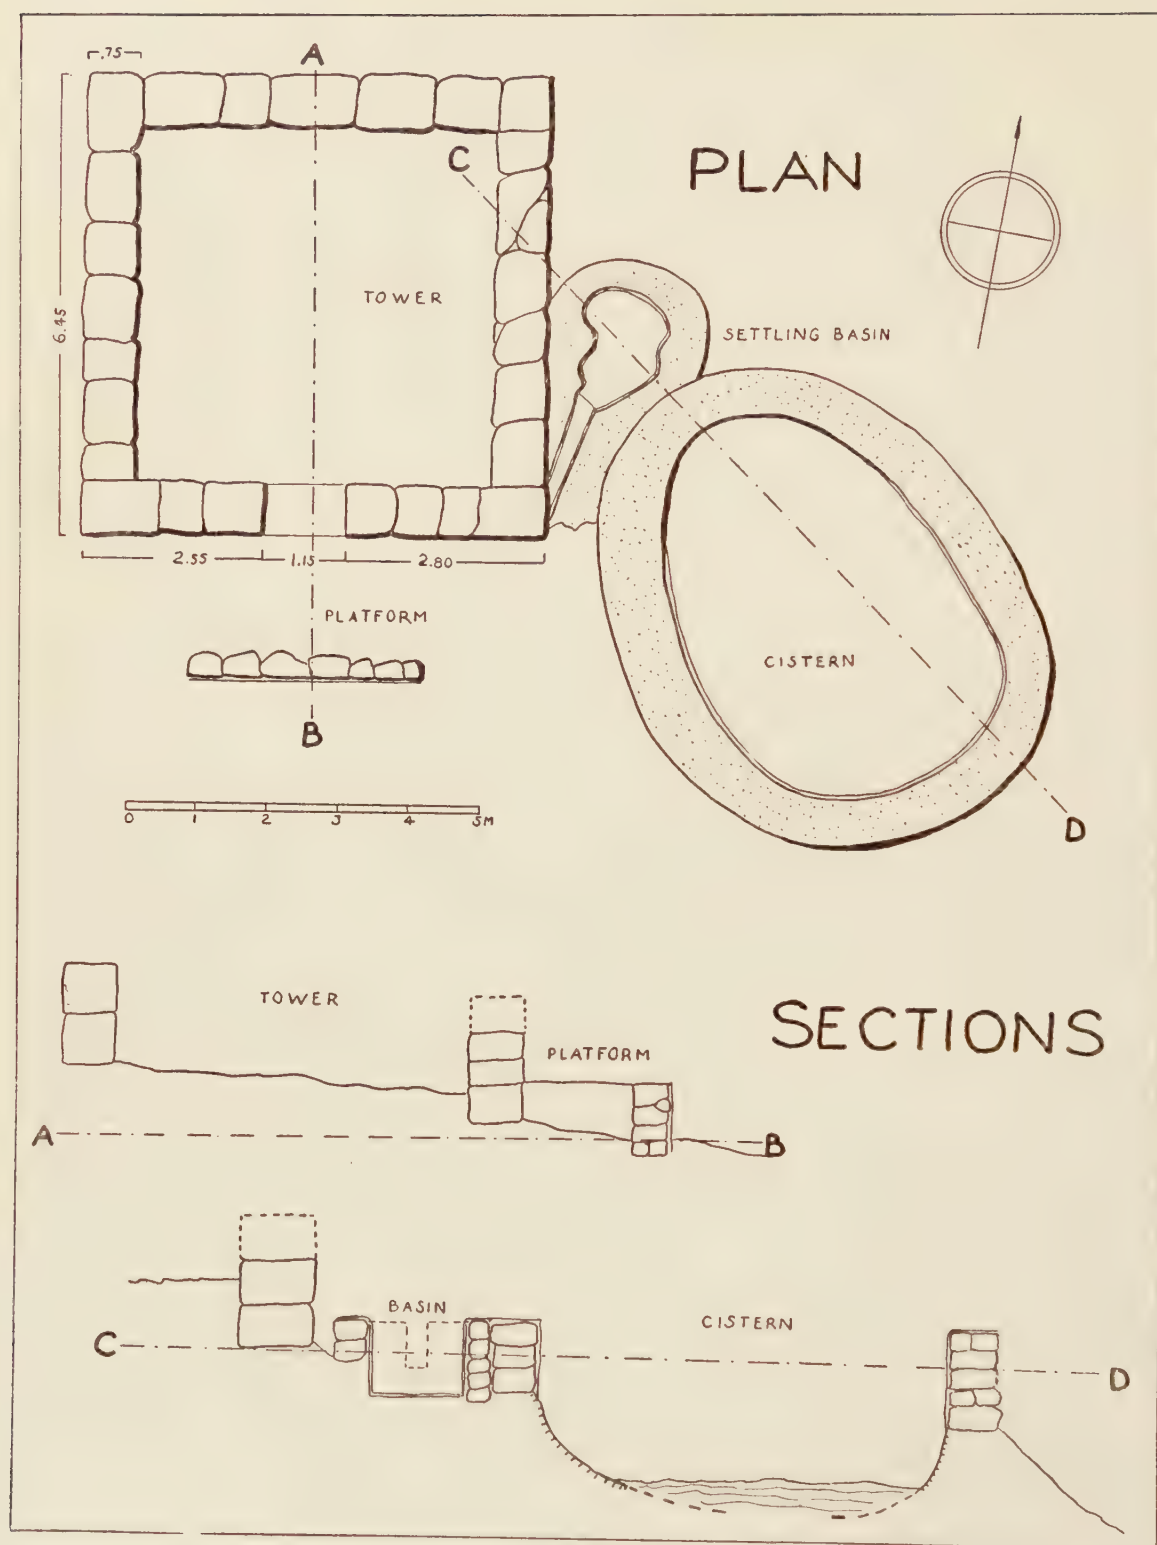 .75
A
PLAN
C
TOWER
6.45
SETTLING BASIN
2.55 1.15 2.80
PLATFORM
CISTERN
B
0 1 2 3 4 5M
D
TOWER
SECTIONS
PLATFORM
A B
BASIN
CISTERN
C D